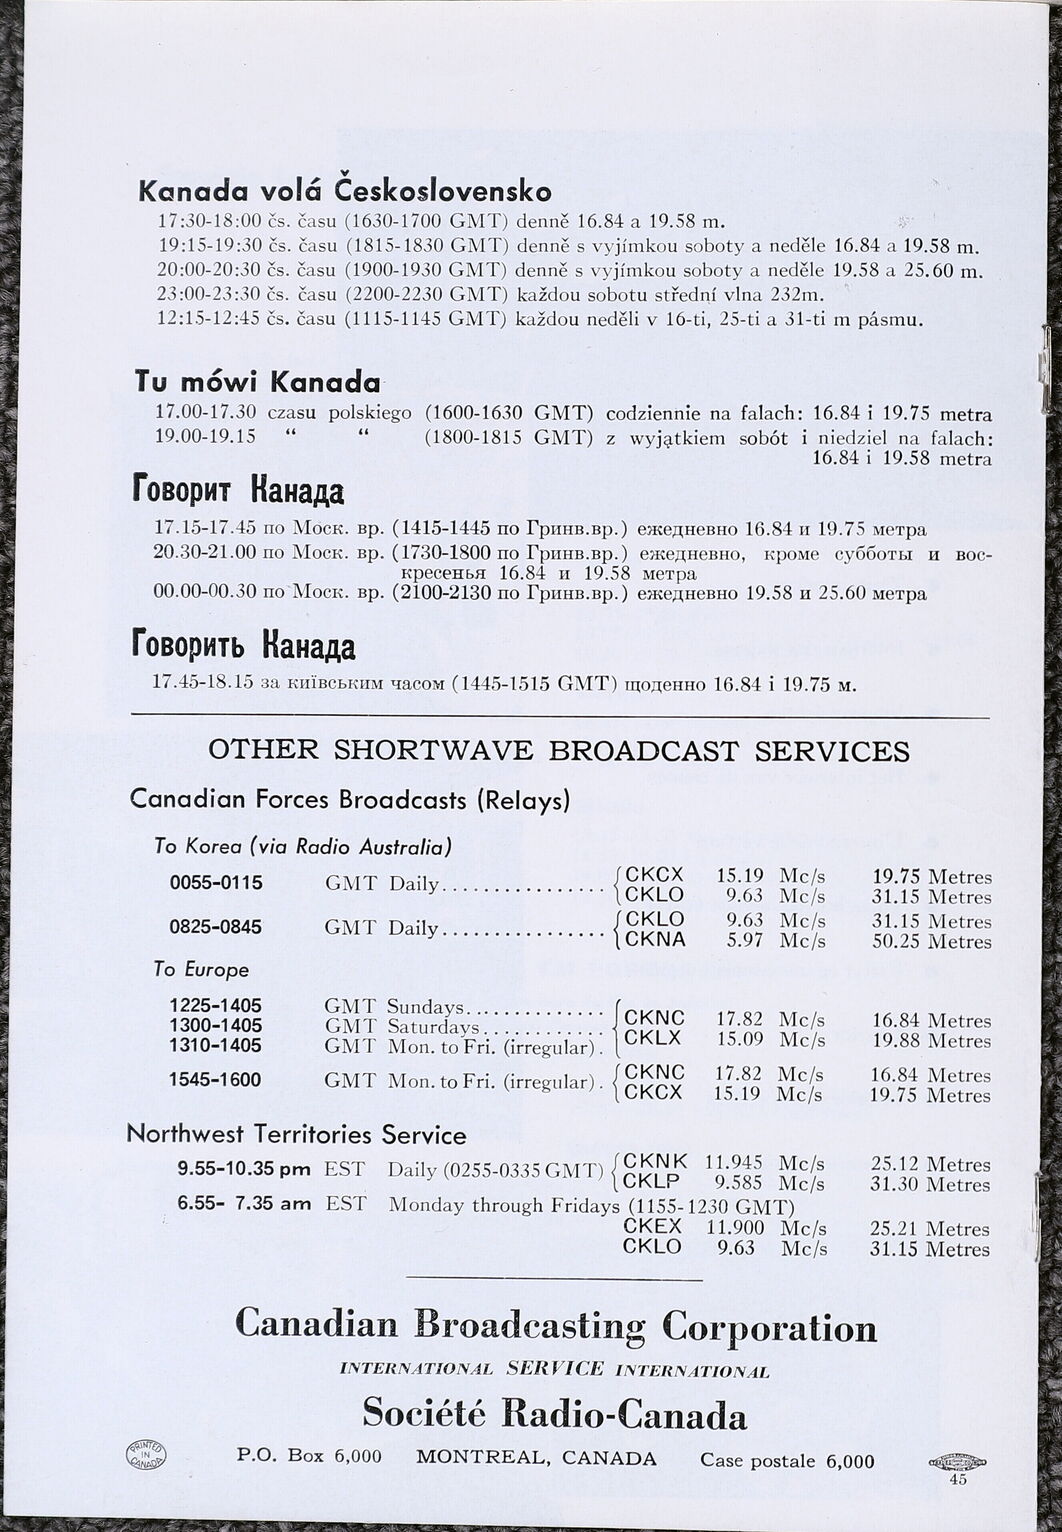 Kanada volá Československo
17:30-18:00 čs. času (1630-1700 GMT) denně 16.84 a 19.58 m.
19:15-19:30 čs. času (1815-1830 GMT) denně s vyjímkou soboty a neděle 16.84 a 19.58 m.
20:00-20:30 čs. času (1900-1930 GMT) denně s vyjímkou soboty a neděle 19.58 a 25.60 m.
23:00-23:30 čs. času (2200-2230 GMT) každou sobotu střední vlna 232m.
12:15-12:45 čs. času (1115-1145 GMT) každou neděli v 16-ti, 25-ti a 31-ti m pásmu.
Tu mówi Kanada
17.00-17.30 czasu polskiego (1600-1630 GMT) codziennie na falach: 16.84 i 19.75 metra
19.00-19.15 “ “ (1800-1815 GMT) z wyjątkiem sobót i niedziel na falach:
16.84 i 19.58 metra
Говорит Канада
17.15-17.45 по Моск. вр. (1415-1445 по Гринв.вр.) ежедневно 16.84 и 19.75 метра
20.30-21.00 по Моск. вр. (1730-1800 по Гринв.вр.) ежедневно, кроме субботы и вос-
кресенья 16.84 и 19.58 метра
00.00-00.30 по Моск. вр. (2100-2130 по Гринв.вр.) ежедневно 19.58 и 25.60 метра
Говорить Канада
17.45-18.15 за київським часом (1445-1515 GMT) щоденно 16.84 і 19.75 м.
OTHER SHORTWAVE BROADCAST SERVICES
Canadian Forces Broadcasts (Relays)
To Korea (via Radio Australia)
0055-0115 GMT Daily................ { CKCX 15.19 Mc/s 19.75 Metres
CKLO 9.63 Mc/s 31.15 Metres
0825-0845 GMT Daily................ { CKLO 9.63 Mc/s 31.15 Metres
CKNA 5.97 Mc/s 50.25 Metres
To Europe
1225-1405 GMT Sundays..............
1300-1405 GMT Saturdays............ { CKNC 17.82 Mc/s 16.84 Metres
1310-1405 GMT Mon. to Fri. (irregular). CKLX 15.09 Mc/s 19.88 Metres
1545-1600 GMT Mon. to Fri. (irregular). { CKNC 17.82 Mc/s 16.84 Metres
CKCX 15.19 Mc/s 19.75 Metres
Northwest Territories Service
9.55-10.35 pm EST Daily (0255-0335 GMT) { CKNK 11.945 Mc/s 25.12 Metres
CKLP 9.585 Mc/s 31.30 Metres
6.55- 7.35 am EST Monday through Fridays (1155-1230 GMT)
CKEX 11.900 Mc/s 25.21 Metres
CKLO 9.63 Mc/s 31.15 Metres
Canadian Broadcasting Corporation
INTERNATIONAL SERVICE INTERNATIONAL
Société Radio-Canada
PRINTED IN CANADA
P.O. Box 6,000 MONTREAL, CANADA Case postale 6,000
45